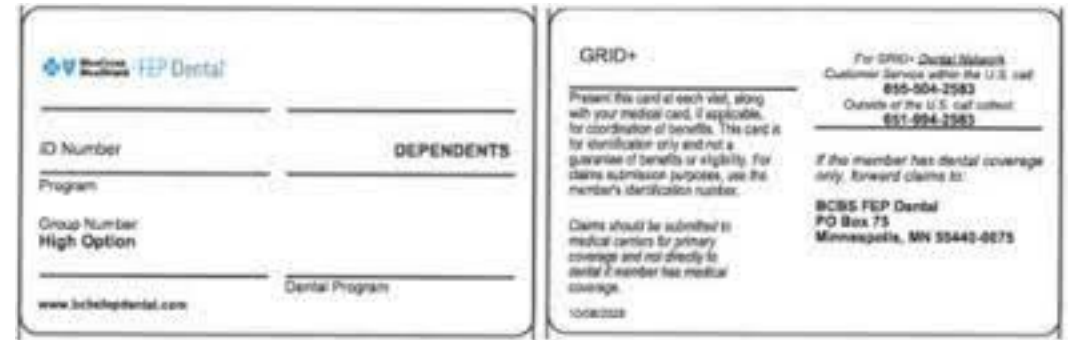 BlueCross BlueShield FEP Dental
ID Number
DEPENDENTS
Program
Group Number
High Option
Dental Program
www.bcbsfepdental.com
GRID+
Present this card at each visit, along
with your medical card, if applicable,
for coordination of benefits. This card is
for identification only and not a
guarantee of benefits or eligibility. For
claims submission purposes, use the
member's identification number.
Claims should be submitted to
medical carriers for primary
coverage and not directly to
dental if member has medical
coverage.
For GRID+ Dental Network
Customer Service within the U.S. call
855-504-2583
Outside of the U.S. call collect
651-994-2583
If the member has dental coverage
only, forward claims to:
BCBS FEP Dental
PO Box 75
Minneapolis, MN 55440-0075